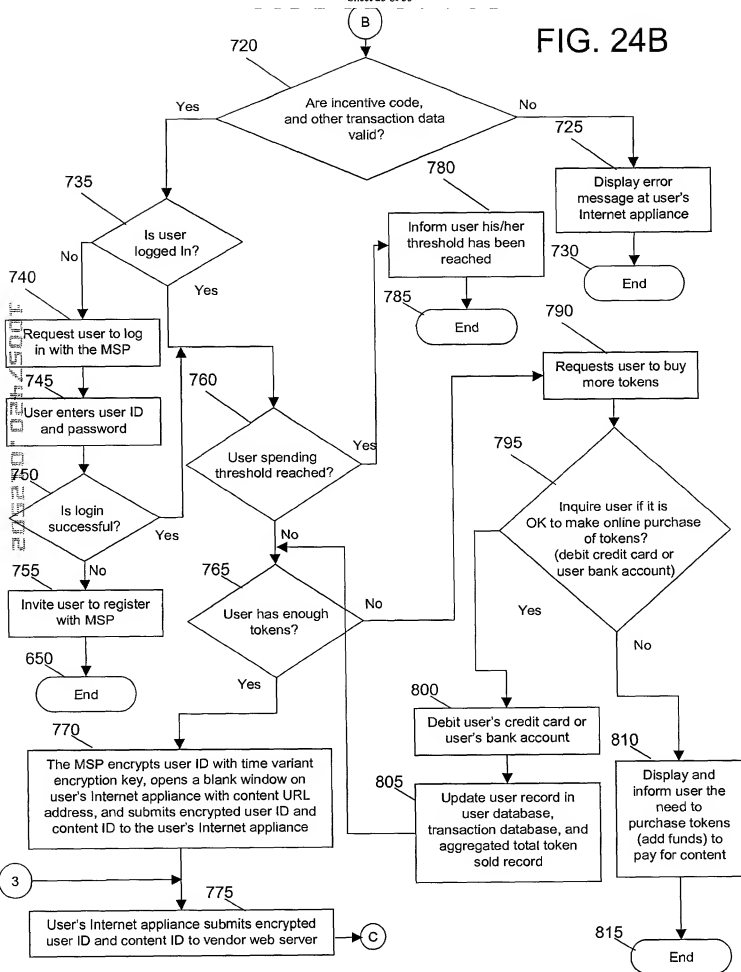 B
FIG. 24B
720
Are incentive code,
and other transaction data
valid?
Yes
No
725
Display error
message at user's
Internet appliance
730
End
735
Is user
logged In?
No
Yes
780
Inform user his/her
threshold has been
reached
785
End
740
Request user to log
in with the MSP
745
User enters user ID
and password
750
Is login
successful?
Yes
No
755
Invite user to register
with MSP
650
End
760
User spending
threshold reached?
Yes
No
765
User has enough
tokens?
No
Yes
790
Requests user to buy
more tokens
795
Inquire user if it is
OK to make online purchase
of tokens?
(debit credit card or
user bank account)
Yes
No
800
Debit user's credit card or
user's bank account
805
Update user record in
user database,
transaction database, and
aggregated total token
sold record
810
Display and
inform user the
need to
purchase tokens
(add funds) to
pay for content
815
End
770
The MSP encrypts user ID with time variant
encryption key, opens a blank window on
user's Internet appliance with content URL
address, and submits encrypted user ID and
content ID to the user's Internet appliance
3
775
User's Internet appliance submits encrypted
user ID and content ID to vendor web server
C